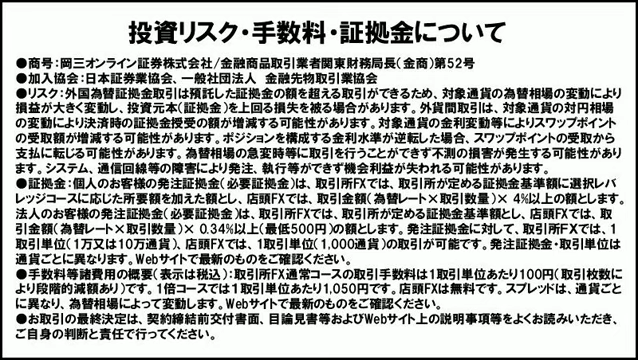 投資リスク・手数料・証拠金について
●商号：岡三オンライン証券株式会社/金融商品取引業者関東財務局長（金商）第52号
●加入協会：日本証券業協会、一般社団法人 金融先物取引業協会
●リスク：外国為替証拠金取引は預託した証拠金の額を超える取引ができるため、対象通貨の為替相場の変動により
損益が大きく変動し、投資元本（証拠金）を上回る損失を被る場合があります。外貨間取引は、対象通貨の対円相場
の変動により決済時の証拠金授受の額が増減する可能性があります。対象通貨の金利変動等によりスワップポイント
の受取額が増減する可能性があります。ポジションを構成する金利水準が逆転した場合、スワップポイントの受取から
支払に転じる可能性があります。為替相場の急変時等に取引を行うことができず不測の損害が発生する可能性があり
ます。システム、通信回線等の障害により発注、執行等ができず機会利益が失われる可能性があります。
●証拠金：個人のお客様の発注証拠金（必要証拠金）は、取引所FXでは、取引所が定める証拠金基準額に選択レバ
レッジコースに応じた所要額を加えた額とし、店頭FXでは、取引金額（為替レート×取引数量）× 4%以上の額とします。
法人のお客様の発注証拠金（必要証拠金）は、取引所FXでは、取引所が定める証拠金基準額とし、店頭FXでは、取
引金額（為替レート×取引数量）× 0.34%以上（最低500円）の額とします。発注証拠金に対して、取引所FXでは、1
取引単位（1万又は10万通貨）、店頭FXでは、1取引単位（1,000通貨）の取引が可能です。発注証拠金・取引単位は
通貨ごとに異なります。Webサイトで最新のものをご確認ください。
●手数料等諸費用の概要（表示は税込）：取引所FX通常コースの取引手数料は1取引単位あたり100円（取引枚数に
より段階的減額あり）です。1倍コースでは1取引単位あたり1,050円です。店頭FXは無料です。スプレッドは、通貨ごと
に異なり、為替相場によって変動します。Webサイトで最新のものをご確認ください。
●お取引の最終決定は、契約締結前交付書面、目論見書等およびWebサイト上の説明事項等をよくお読みいただき、
ご自身の判断と責任で行ってください。